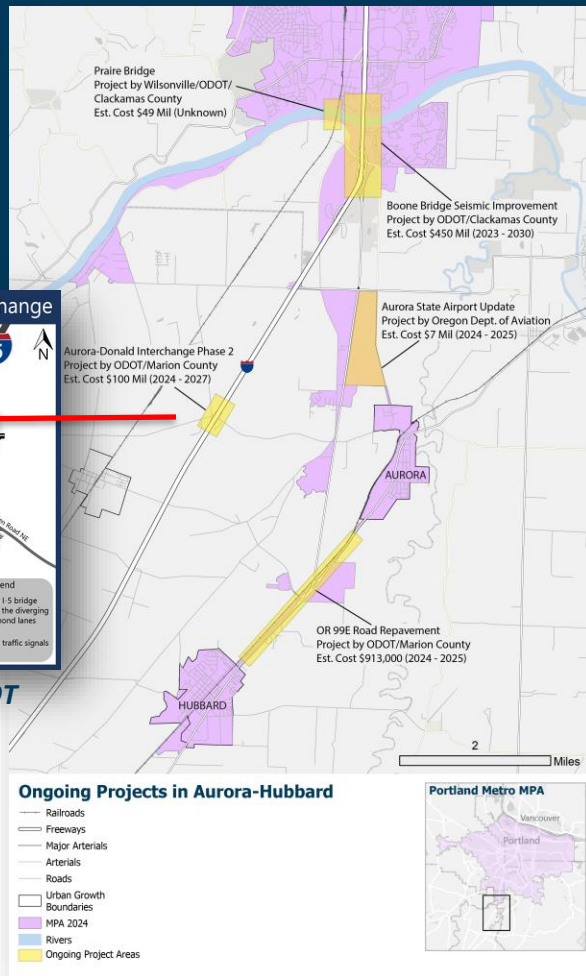 Praire Bridge
Project by Wilsonville/ODOT/
Clackamas County
Est. Cost $49 Mil (Unknown)
Boone Bridge Seismic Improvement
Project by ODOT/Clackamas County
Est. Cost $450 Mil (2023 - 2030)
hange
N
Aurora State Airport Update
Project by Oregon Dept. of Aviation
Est. Cost $7 Mil (2024 - 2025)
Aurora-Donald Interchange Phase 2
Project by ODOT/Marion County
Est. Cost $100 Mil (2024 - 2027)
AURORA
Road NE
end
I-5 bridge
the diverging
mond lanes
traffic signals
OR 99E Road Repavement
Project by ODOT/Marion County
Est. Cost $913,000 (2024 - 2025)
OT
HUBBARD
2
Miles
Ongoing Projects in Aurora-Hubbard
Railroads
Freeways
Major Arterials
Arterials
Roads
Urban Growth
Boundaries
MPA 2024
Rivers
Ongoing Project Areas
Portland Metro MPA
Vancouver
Portland